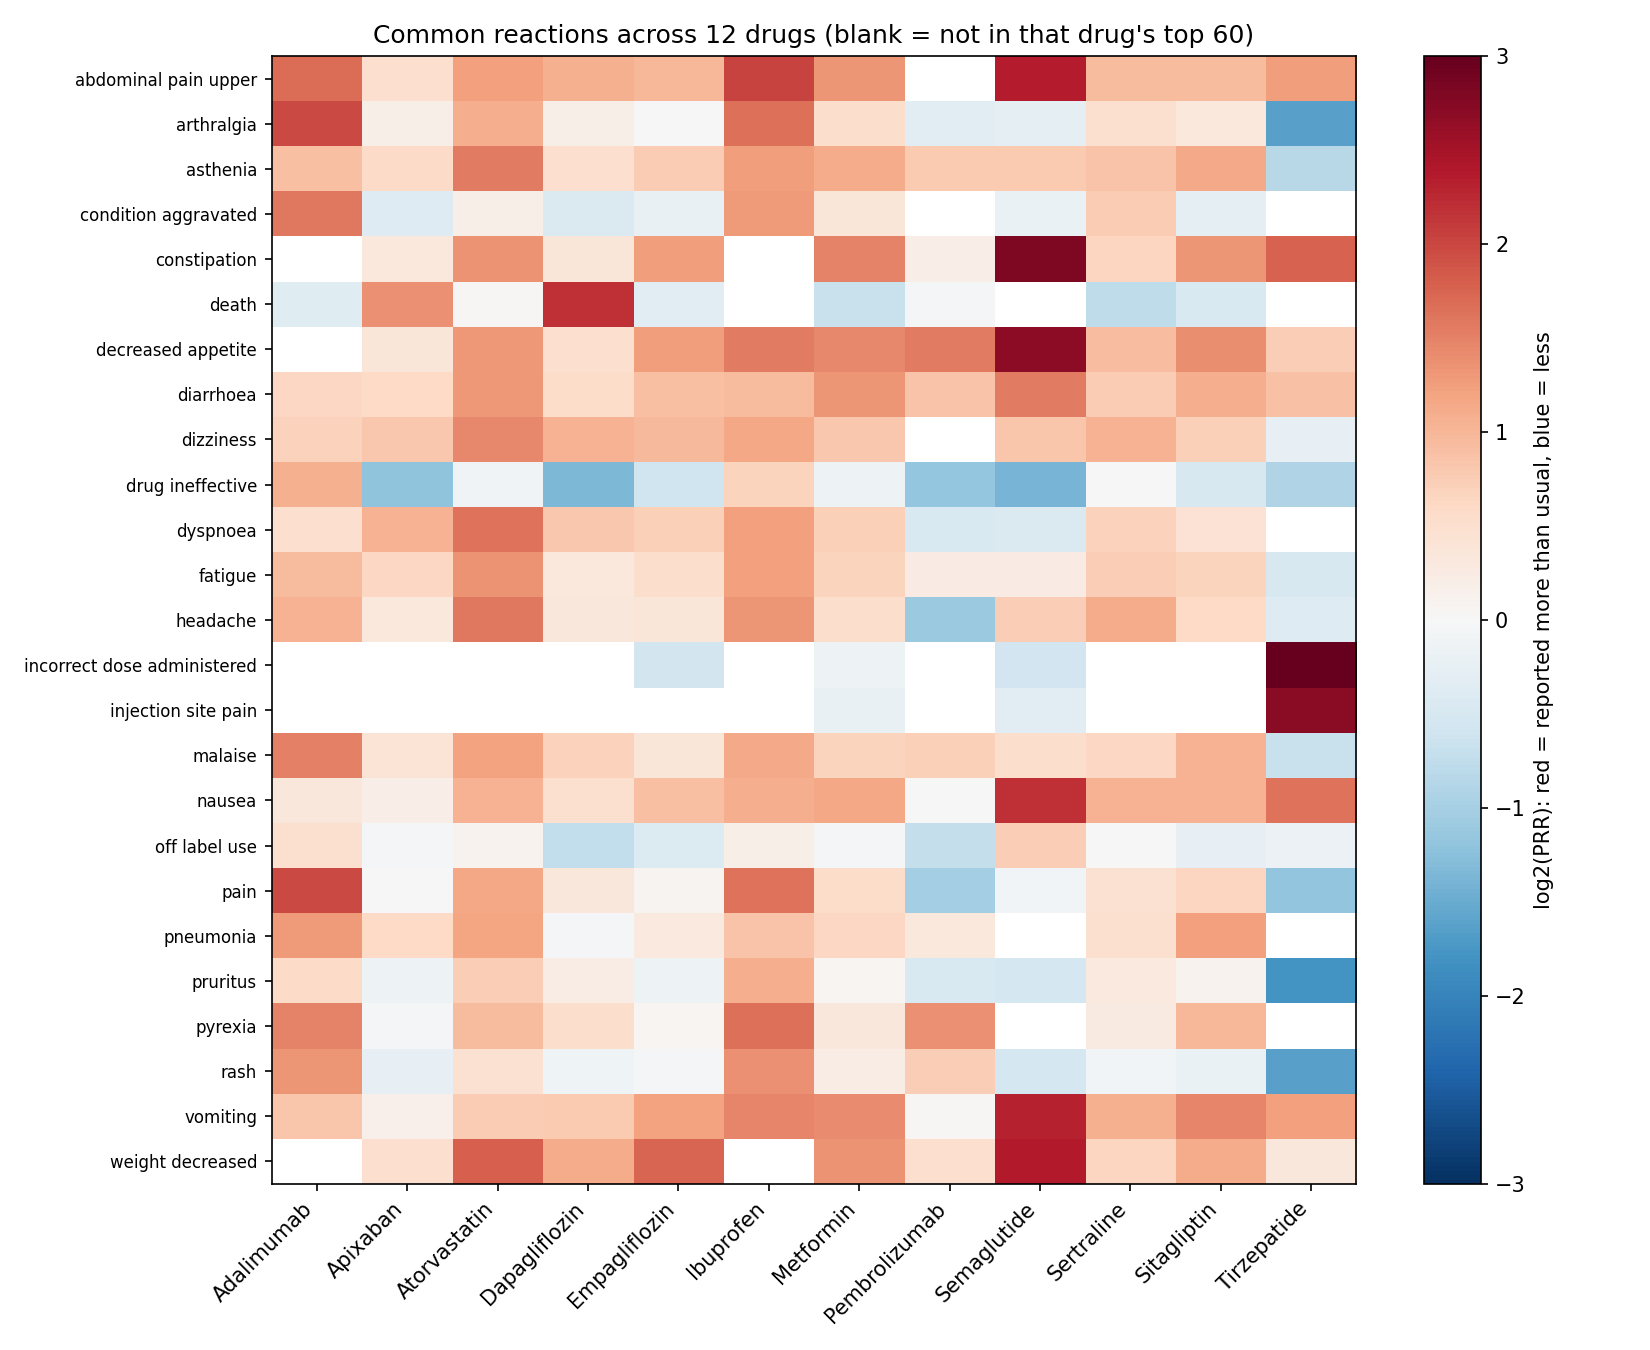 Common reactions across 12 drugs (blank = not in that drug's top 60)
abdominal pain upper
arthralgia
asthenia
condition aggravated
constipation
death
decreased appetite
diarrhoea
dizziness
drug ineffective
dyspnoea
fatigue
headache
incorrect dose administered
injection site pain
malaise
nausea
off label use
pain
pneumonia
pruritus
pyrexia
rash
vomiting
weight decreased
Adalimumab
Apixaban
Atorvastatin
Dapagliflozin
Empagliflozin
Ibuprofen
Metformin
Pembrolizumab
Semaglutide
Sertraline
Sitagliptin
Tirzepatide
3
2
1
0
−1
−2
−3
log2(PRR): red = reported more than usual, blue = less